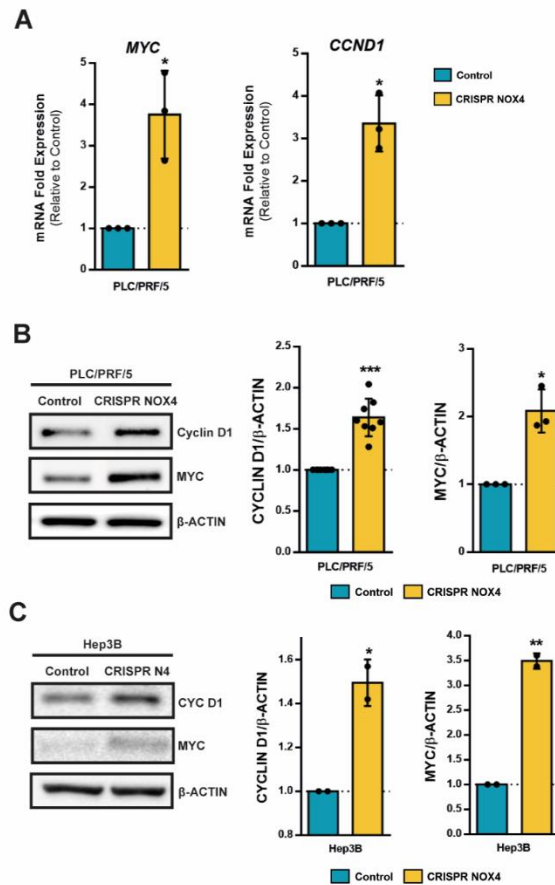 A
MYC
mRNA Fold Expression
(Relative to Control)
5
4
3
2
1
0
*
PLC/PRF/5
CCND1
mRNA Fold Expression
(Relative to Control)
5
4
3
2
1
0
*
PLC/PRF/5
Control
CRISPR NOX4
B
PLC/PRF/5
Control CRISPR NOX4
Cyclin D1
MYC
β-ACTIN
CYCLIN D1/β-ACTIN
2.5
2.0
1.5
1.0
0.5
0.0
***
PLC/PRF/5
MYC/β-ACTIN
3
2
1
0
*
PLC/PRF/5
Control CRISPR NOX4
C
Hep3B
Control CRISPR N4
CYC D1
MYC
β-ACTIN
CYCLIN D1/β-ACTIN
1.6
1.4
1.2
1.0
0.8
*
Hep3B
MYC/β-ACTIN
4.0
3.5
3.0
2.5
2.0
1.5
1.0
0.5
0.0
**
Hep3B
Control CRISPR NOX4